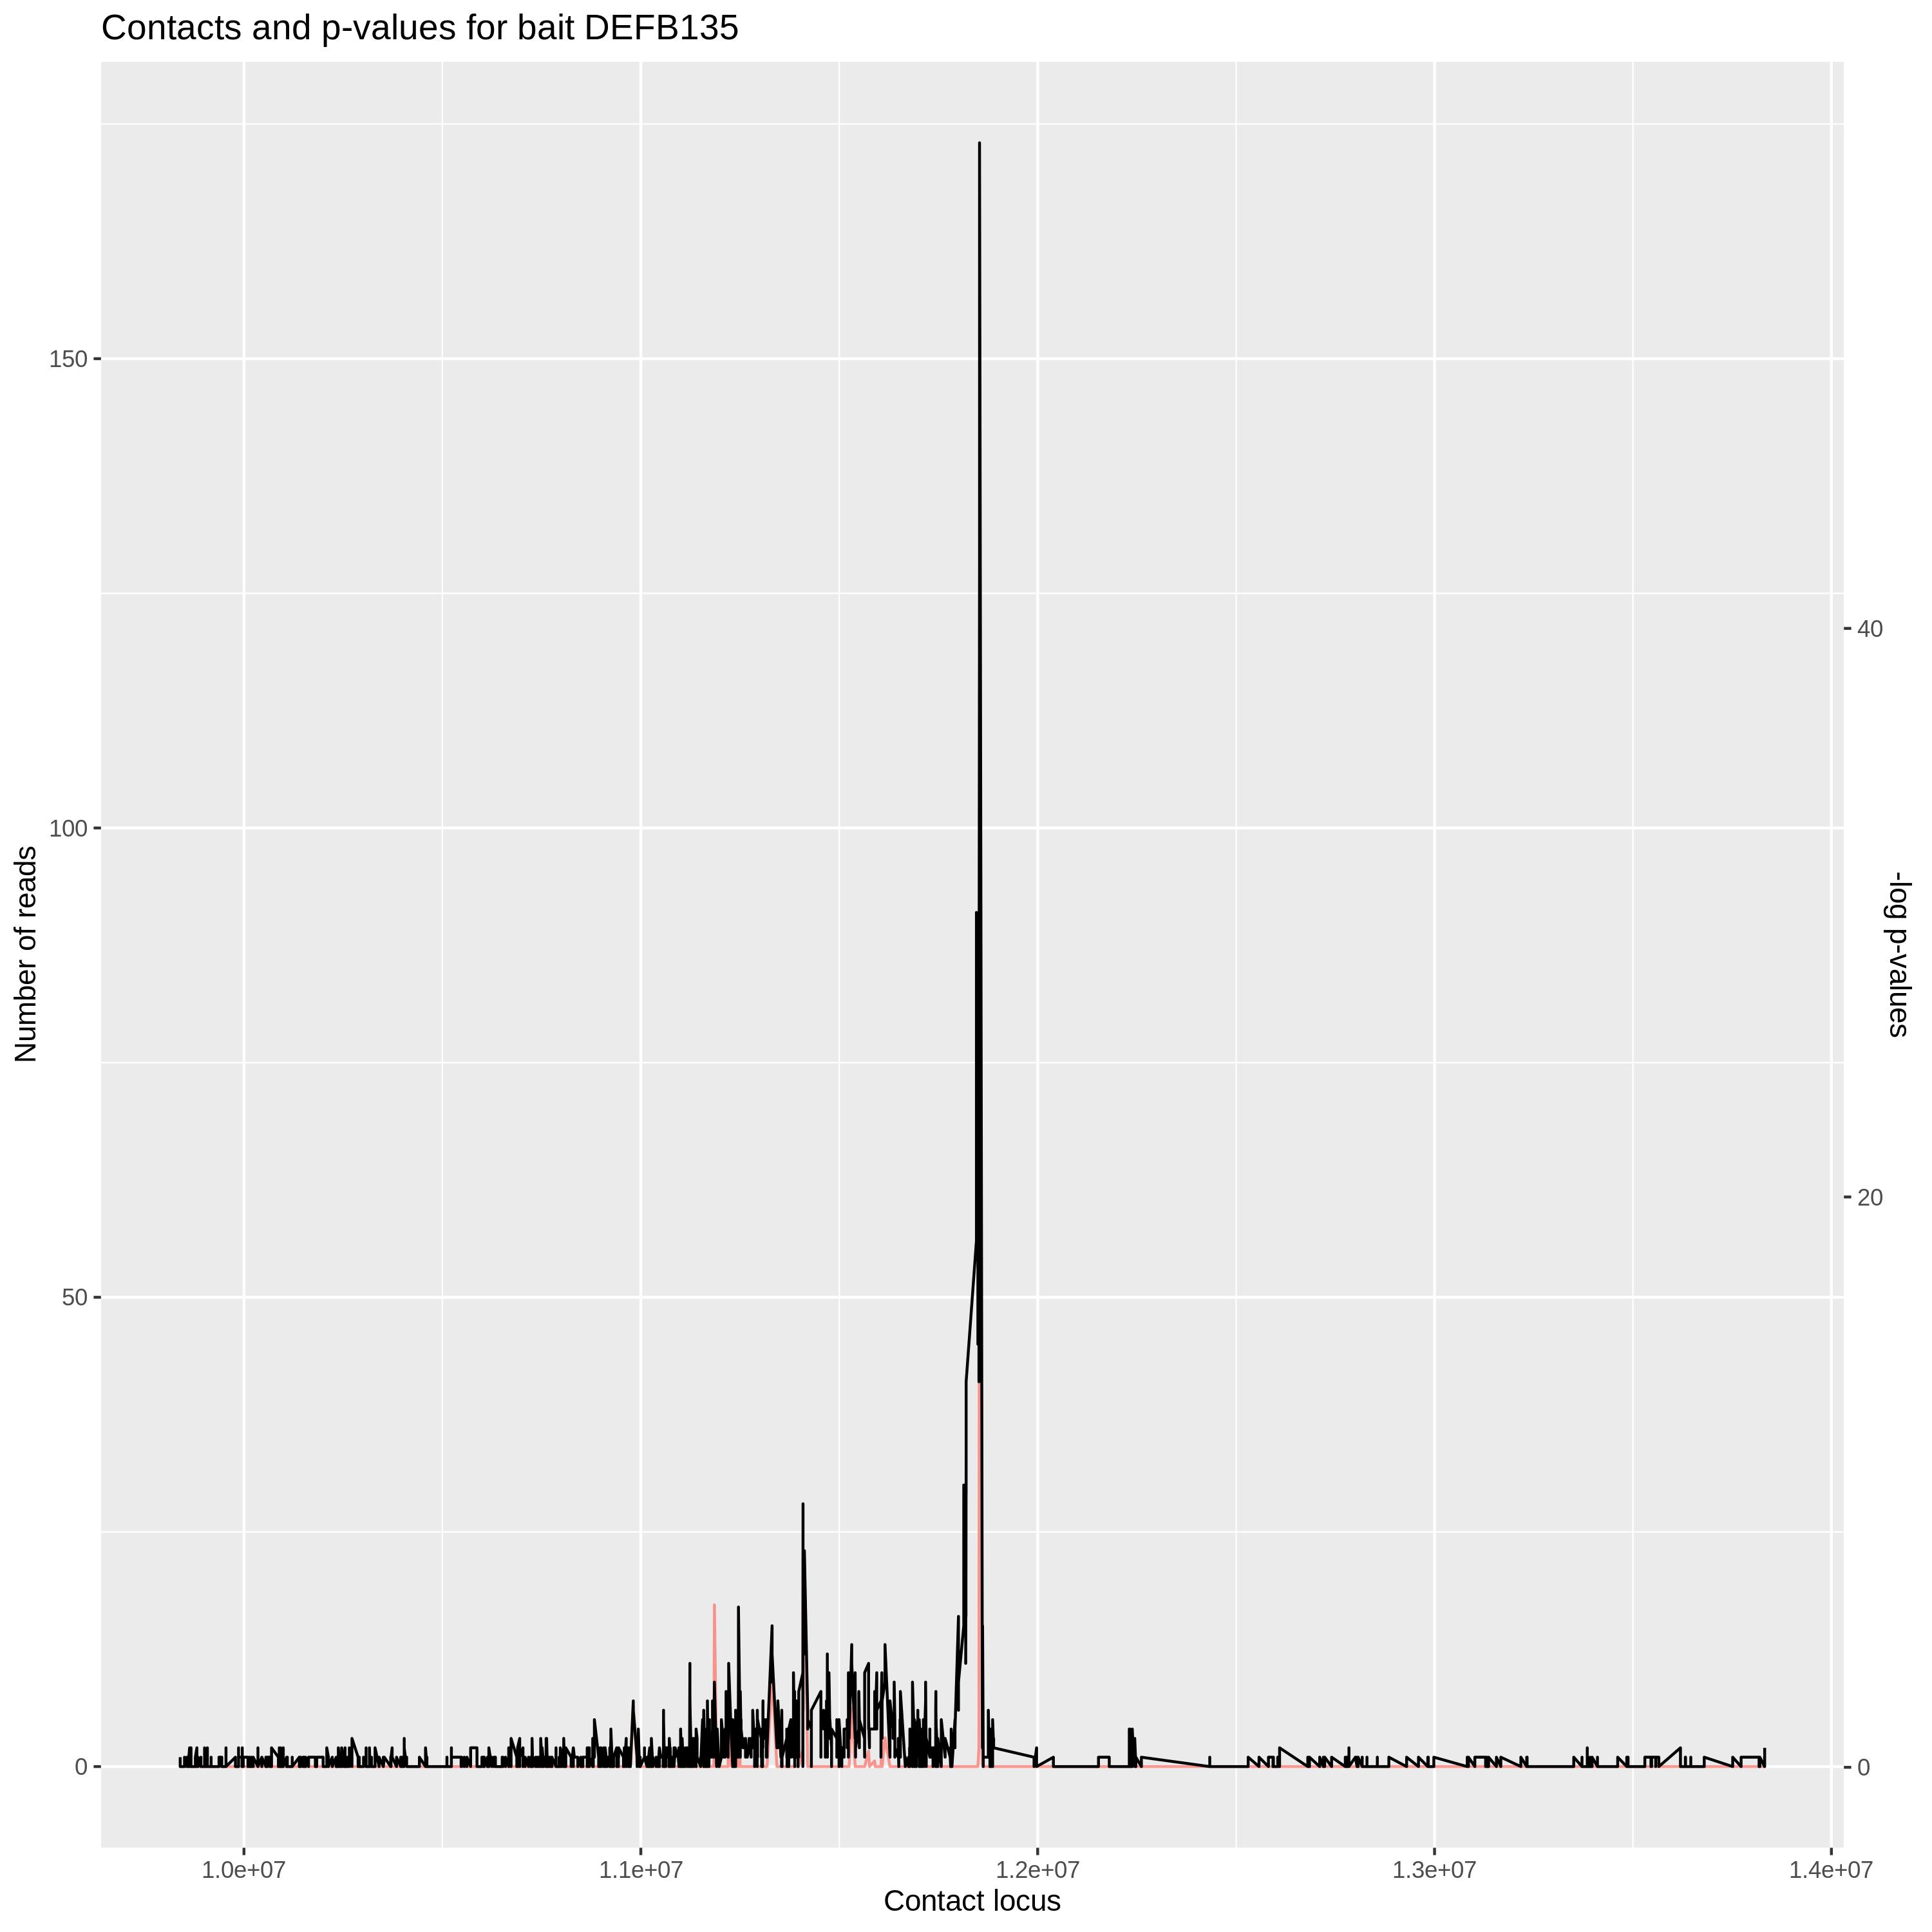 Contacts and p-values for bait DEFB135
Number of reads
150
100
50
0
40
20
0
-log p-values
1.0e+07 1.1e+07 1.2e+07 1.3e+07 1.4e+07
Contact locus